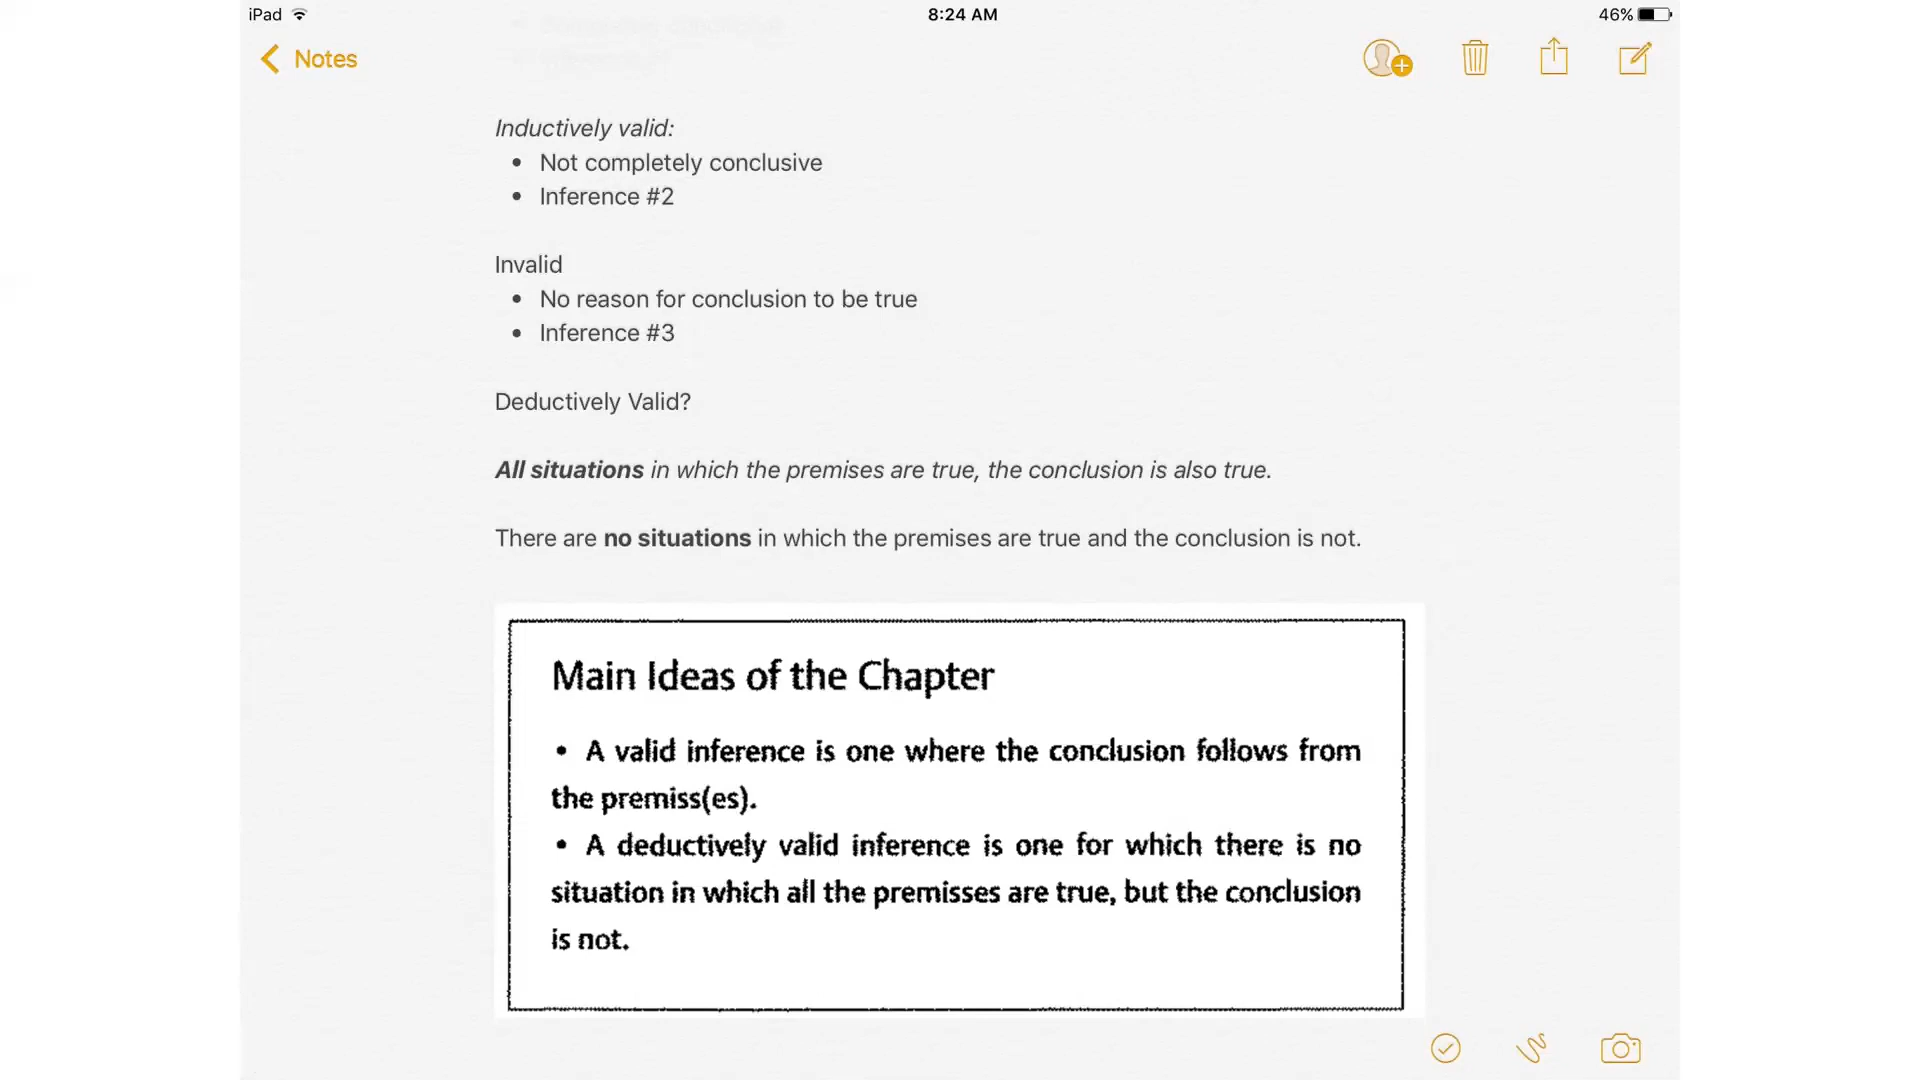 iPad
8:24 AM
46%
Notes
Inductively valid:
• Not completely conclusive
• Inference #2
Invalid
• No reason for conclusion to be true
• Inference #3
Deductively Valid?
All situations in which the premises are true, the conclusion is also true.
There are no situations in which the premises are true and the conclusion is not.
Main Ideas of the Chapter
• A valid inference is one where the conclusion follows from
the premiss(es).
• A deductively valid inference is one for which there is no
situation in which all the premisses are true, but the conclusion
is not.